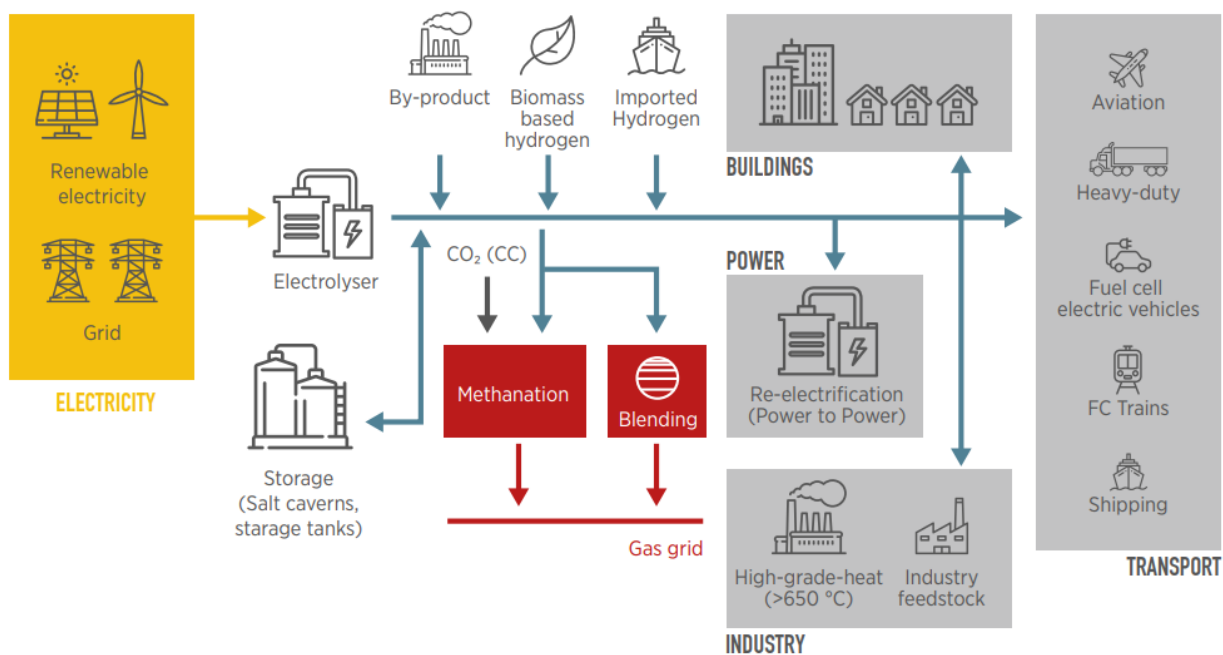 Renewable
electricity
Grid
ELECTRICITY
Electrolyser
Storage
(Salt caverns,
starage tanks)
By-product
Biomass
based
hydrogen
Imported
Hydrogen
CO₂ (CC)
Methanation
Blending
Gas grid
BUILDINGS
POWER
Re-electrification
(Power to Power)
High-grade-heat
(>650 °C)
Industry
feedstock
INDUSTRY
Aviation
Heavy-duty
Fuel cell
electric vehicles
FC Trains
Shipping
TRANSPORT